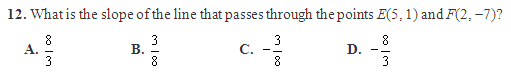 12. What is the slope of the line that passes through the points E(5, 1) and F(2, −7)?
A. 8/3 B. 3/8 C. −3/8 D. −8/3